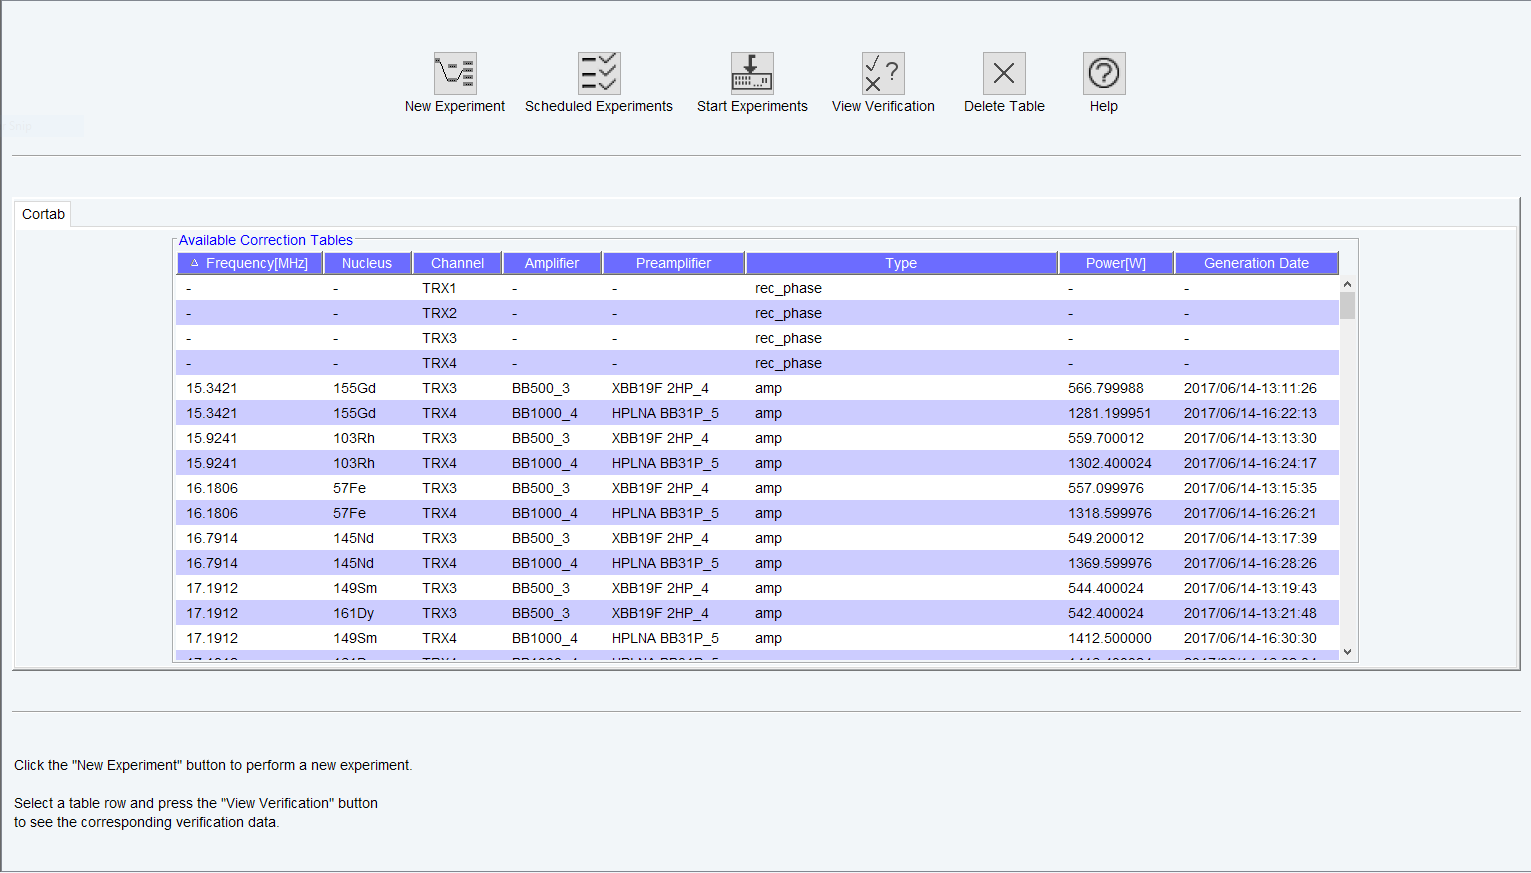 New Experiment Scheduled Experiments Start Experiments View Verification Delete Table Help
Cortab
Available Correction Tables
Frequency[MHz] Nucleus Channel Amplifier Preamplifier Type Power[W] Generation Date
- - TRX1 - - rec_phase - -
- - TRX2 - - rec_phase - -
- - TRX3 - - rec_phase - -
- - TRX4 - - rec_phase - -
15.3421 155Gd TRX3 BB500_3 XBB19F 2HP_4 amp 566.799988 2017/06/14-13:11:26
15.3421 155Gd TRX4 BB1000_4 HPLNA BB31P_5 amp 1281.199951 2017/06/14-16:22:13
15.9241 103Rh TRX3 BB500_3 XBB19F 2HP_4 amp 559.700012 2017/06/14-13:13:30
15.9241 103Rh TRX4 BB1000_4 HPLNA BB31P_5 amp 1302.400024 2017/06/14-16:24:17
16.1806 57Fe TRX3 BB500_3 XBB19F 2HP_4 amp 557.099976 2017/06/14-13:15:35
16.1806 57Fe TRX4 BB1000_4 HPLNA BB31P_5 amp 1318.599976 2017/06/14-16:26:21
16.7914 145Nd TRX3 BB500_3 XBB19F 2HP_4 amp 549.200012 2017/06/14-13:17:39
16.7914 145Nd TRX4 BB1000_4 HPLNA BB31P_5 amp 1369.599976 2017/06/14-16:28:26
17.1912 149Sm TRX3 BB500_3 XBB19F 2HP_4 amp 544.400024 2017/06/14-13:19:43
17.1912 161Dy TRX3 BB500_3 XBB19F 2HP_4 amp 542.400024 2017/06/14-13:21:48
17.1912 149Sm TRX4 BB1000_4 HPLNA BB31P_5 amp 1412.500000 2017/06/14-16:30:30
Click the "New Experiment" button to perform a new experiment.
Select a table row and press the "View Verification" button
to see the corresponding verification data.